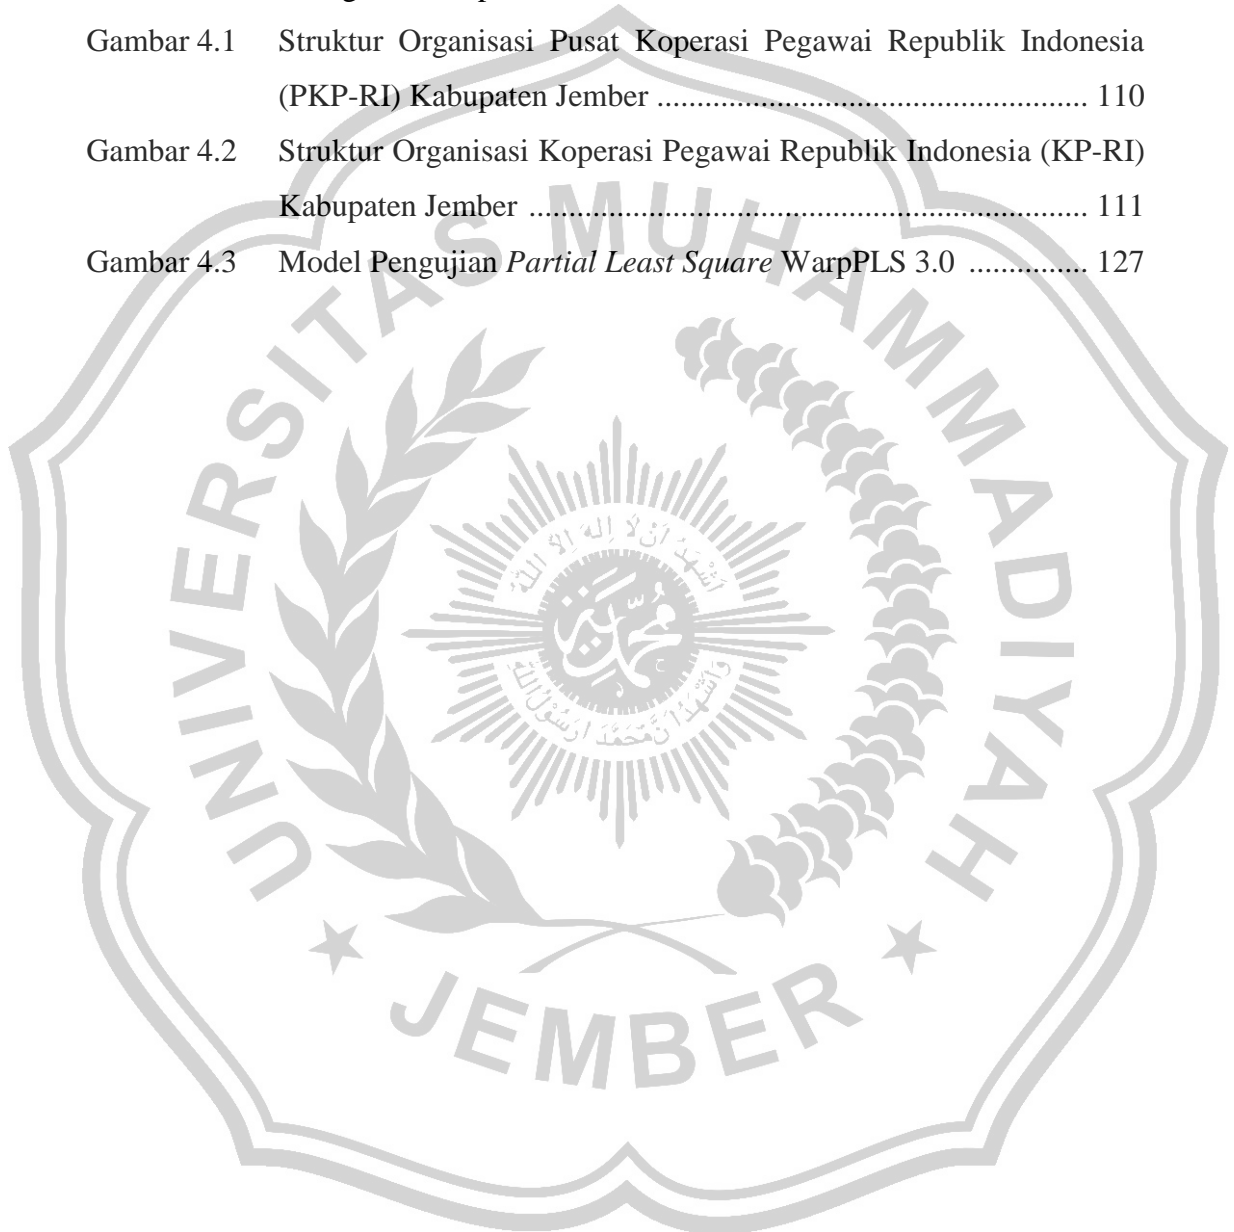 Gambar 4.1 Struktur Organisasi Pusat Koperasi Pegawai Republik Indonesia
(PKP-RI) Kabupaten Jember ........................................................ 110
Gambar 4.2 Struktur Organisasi Koperasi Pegawai Republik Indonesia (KP-RI)
Kabupaten Jember ........................................................................ 111
Gambar 4.3 Model Pengujian Partial Least Square WarpPLS 3.0 ............... 127
UNIVERSITAS MUHAMMADIYAH
JEMBER